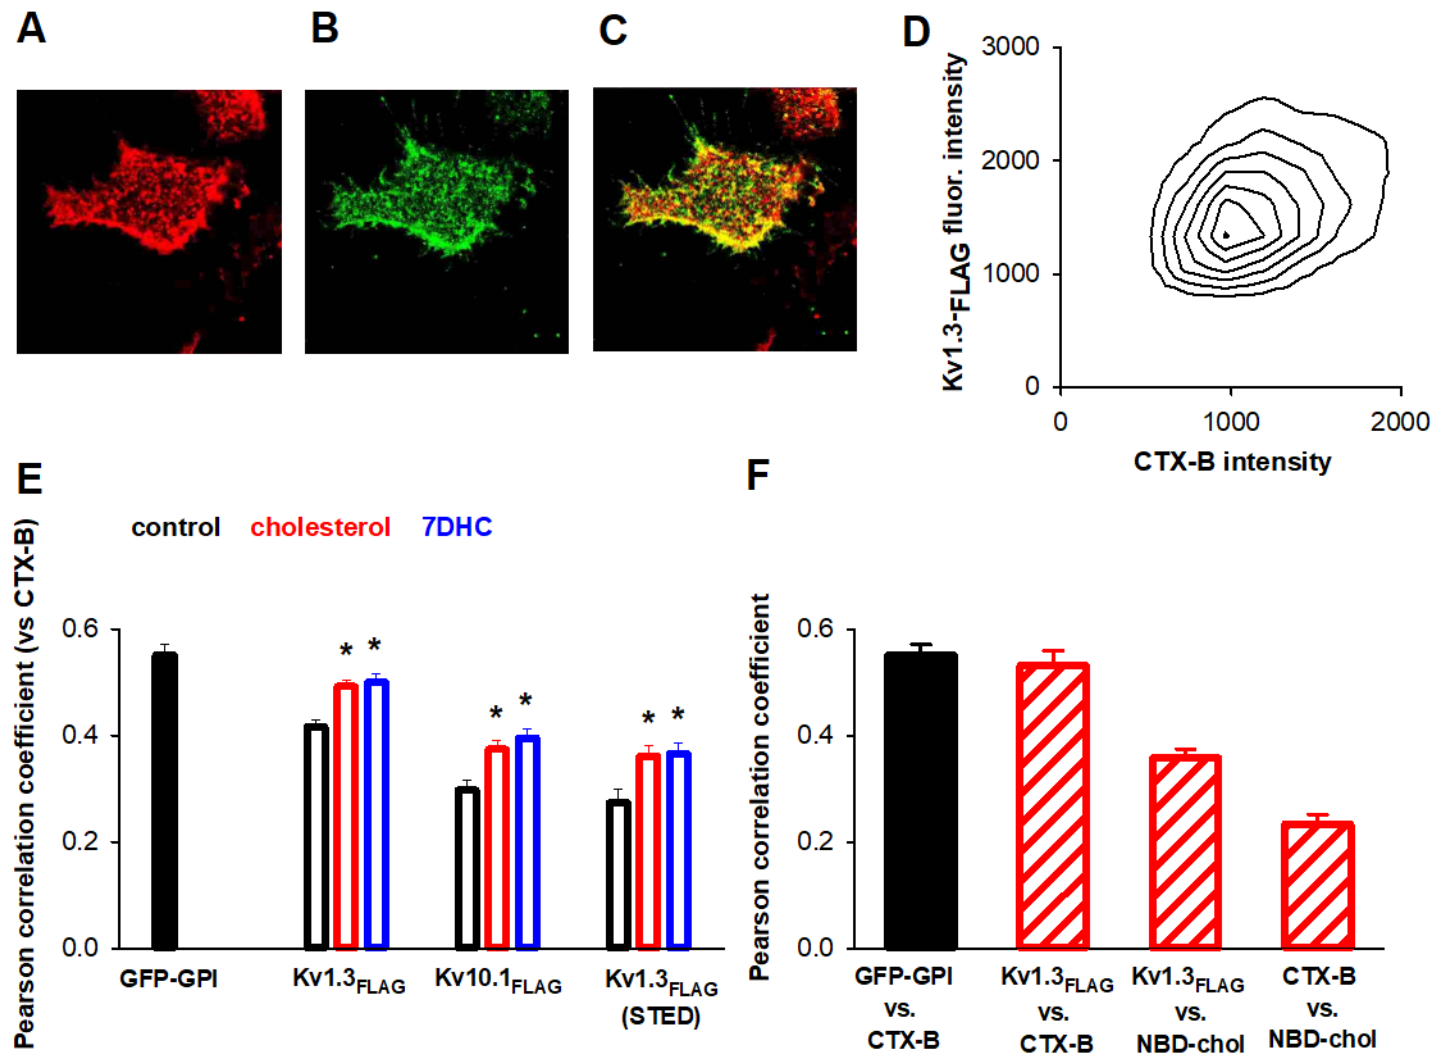 A
B
C
D
3000
2000
1000
0
0
1000
2000
Kv1.3-FLAG fluor. intensity
CTX-B intensity
E
control
cholesterol
7DHC
Pearson correlation coefficient (vs CTX-B)
0.6
0.4
0.2
0.0
* *
* *
* *
GFP-GPI
Kv1.3FLAG
Kv10.1FLAG
Kv1.3FLAG
(STED)
F
Pearson correlation coefficient
0.6
0.4
0.2
0.0
GFP-GPI
vs.
CTX-B
Kv1.3FLAG
vs.
CTX-B
Kv1.3FLAG
vs.
NBD-chol
CTX-B
vs.
NBD-chol